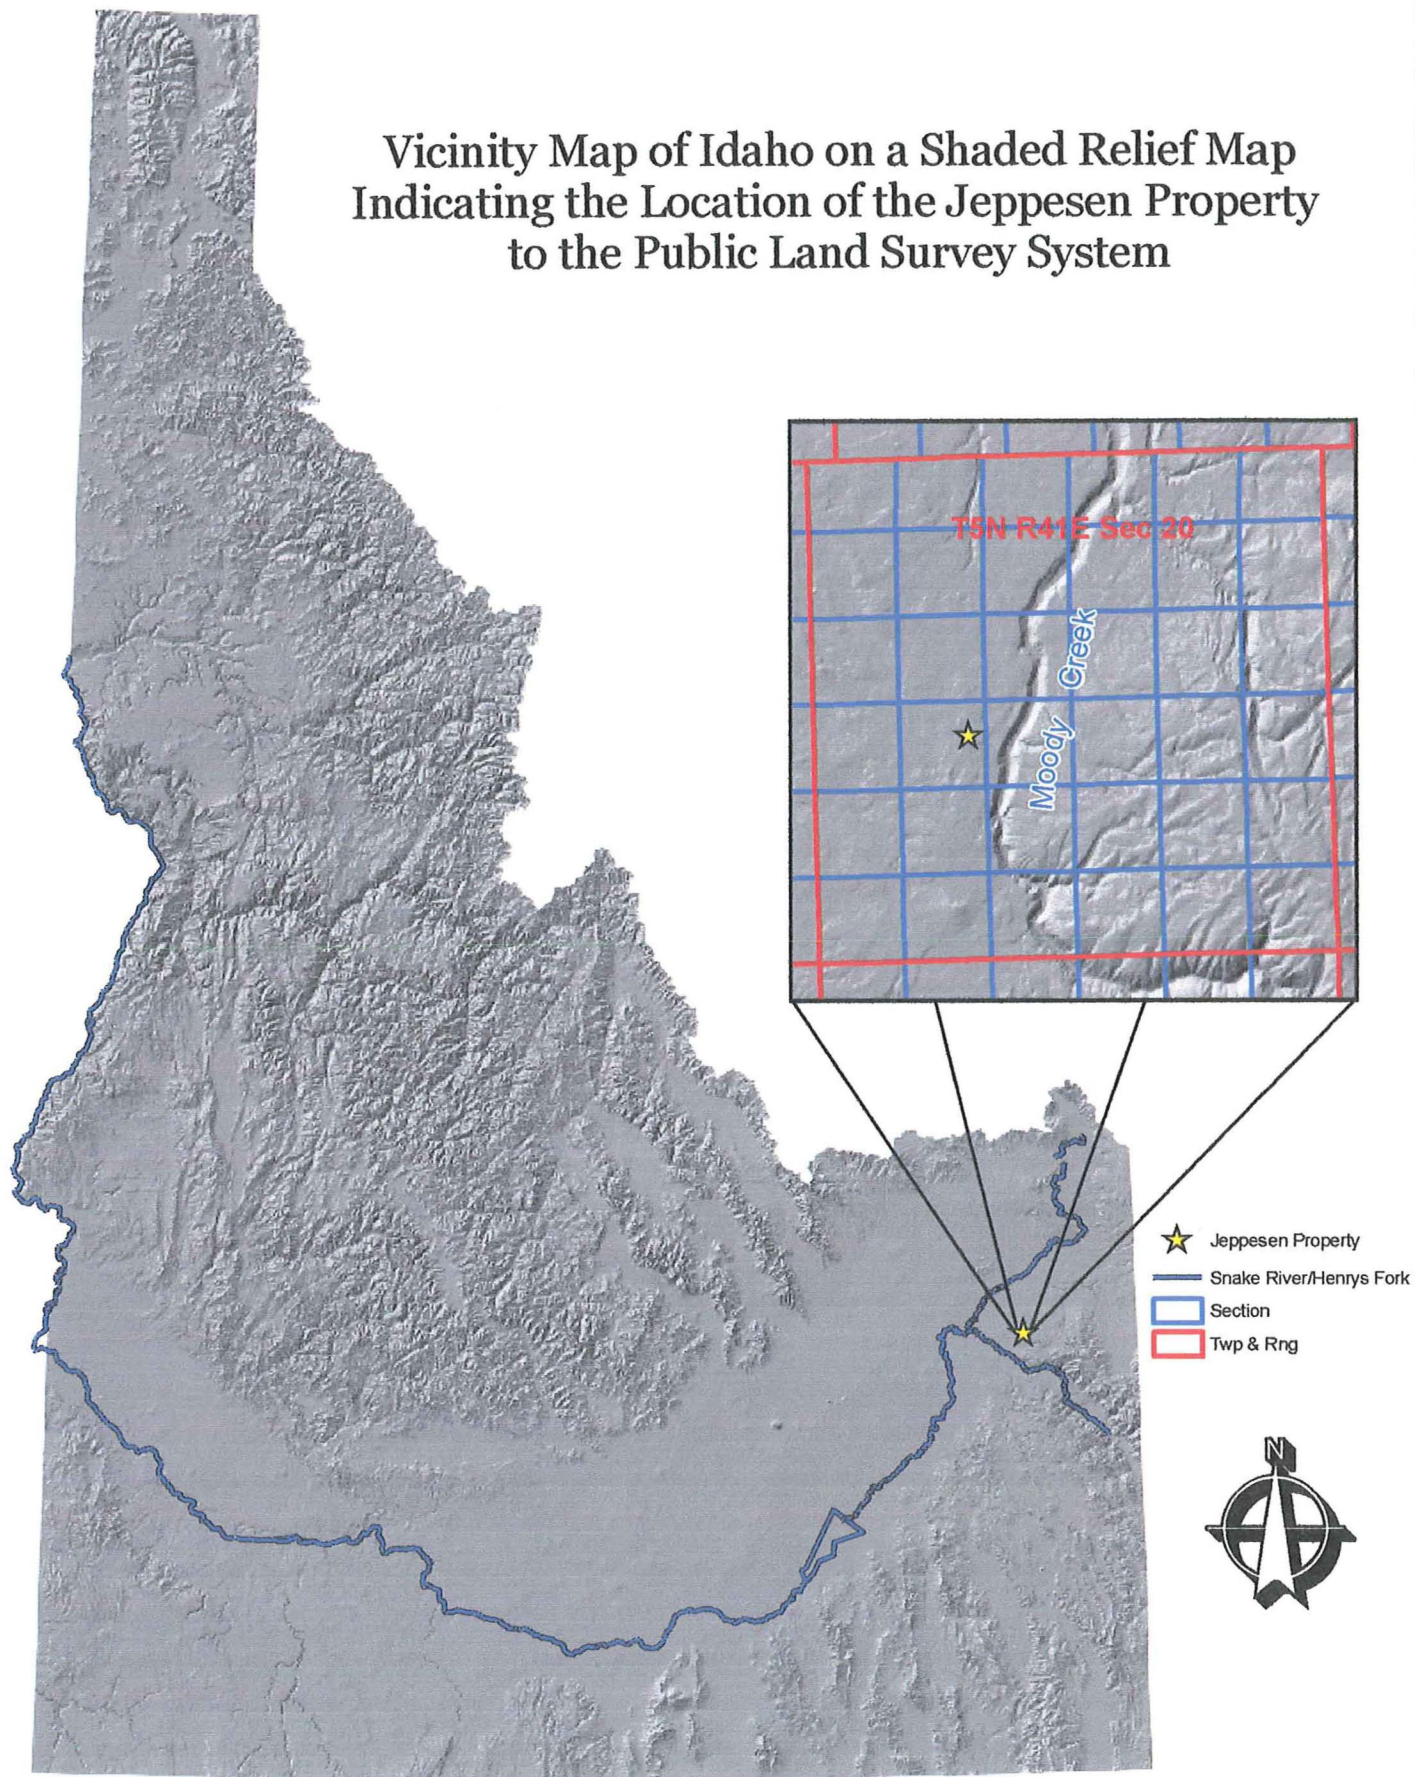 Vicinity Map of Idaho on a Shaded Relief Map
Indicating the Location of the Jeppesen Property
to the Public Land Survey System
T5N R41E Sec 20
Moody Creek
Jeppesen Property
Snake River/Henrys Fork
Section
Twp & Rng
N